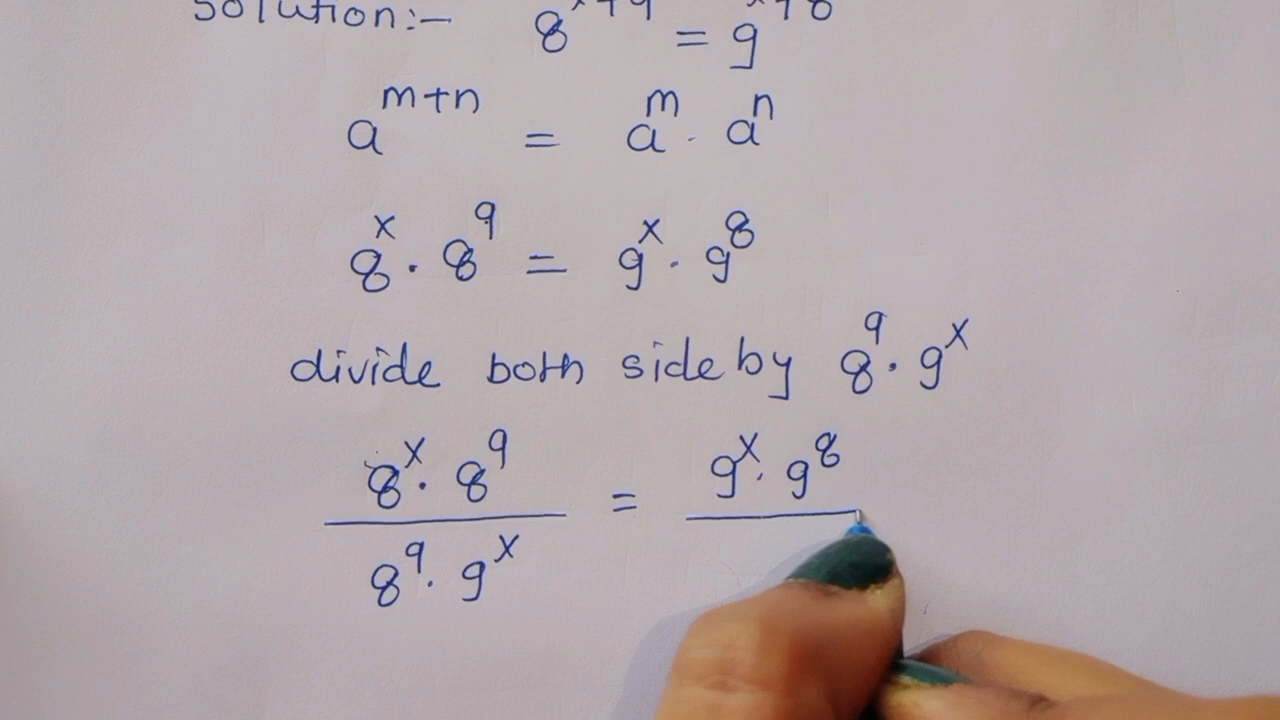 Solution:- 8^x+9 = 9^x+8
a^m+n = a^m . a^n
8^x . 8^9 = 9^x . 9^8
divide both side by 8^9 . 9^x
8^x . 8^9 / 8^9 . 9^x = 9^x . 9^8 /